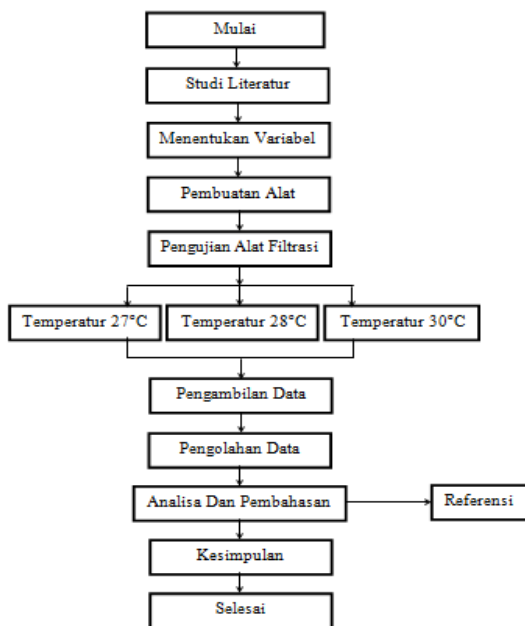 Mulai
Studi Literatur
Menentukan Variabel
Pembuatan Alat
Pengujian Alat Filtrasi
Temperatur 27°C
Temperatur 28°C
Temperatur 30°C
Pengambilan Data
Pengolahan Data
Analisa Dan Pembahasan
Referensi
Kesimpulan
Selesai